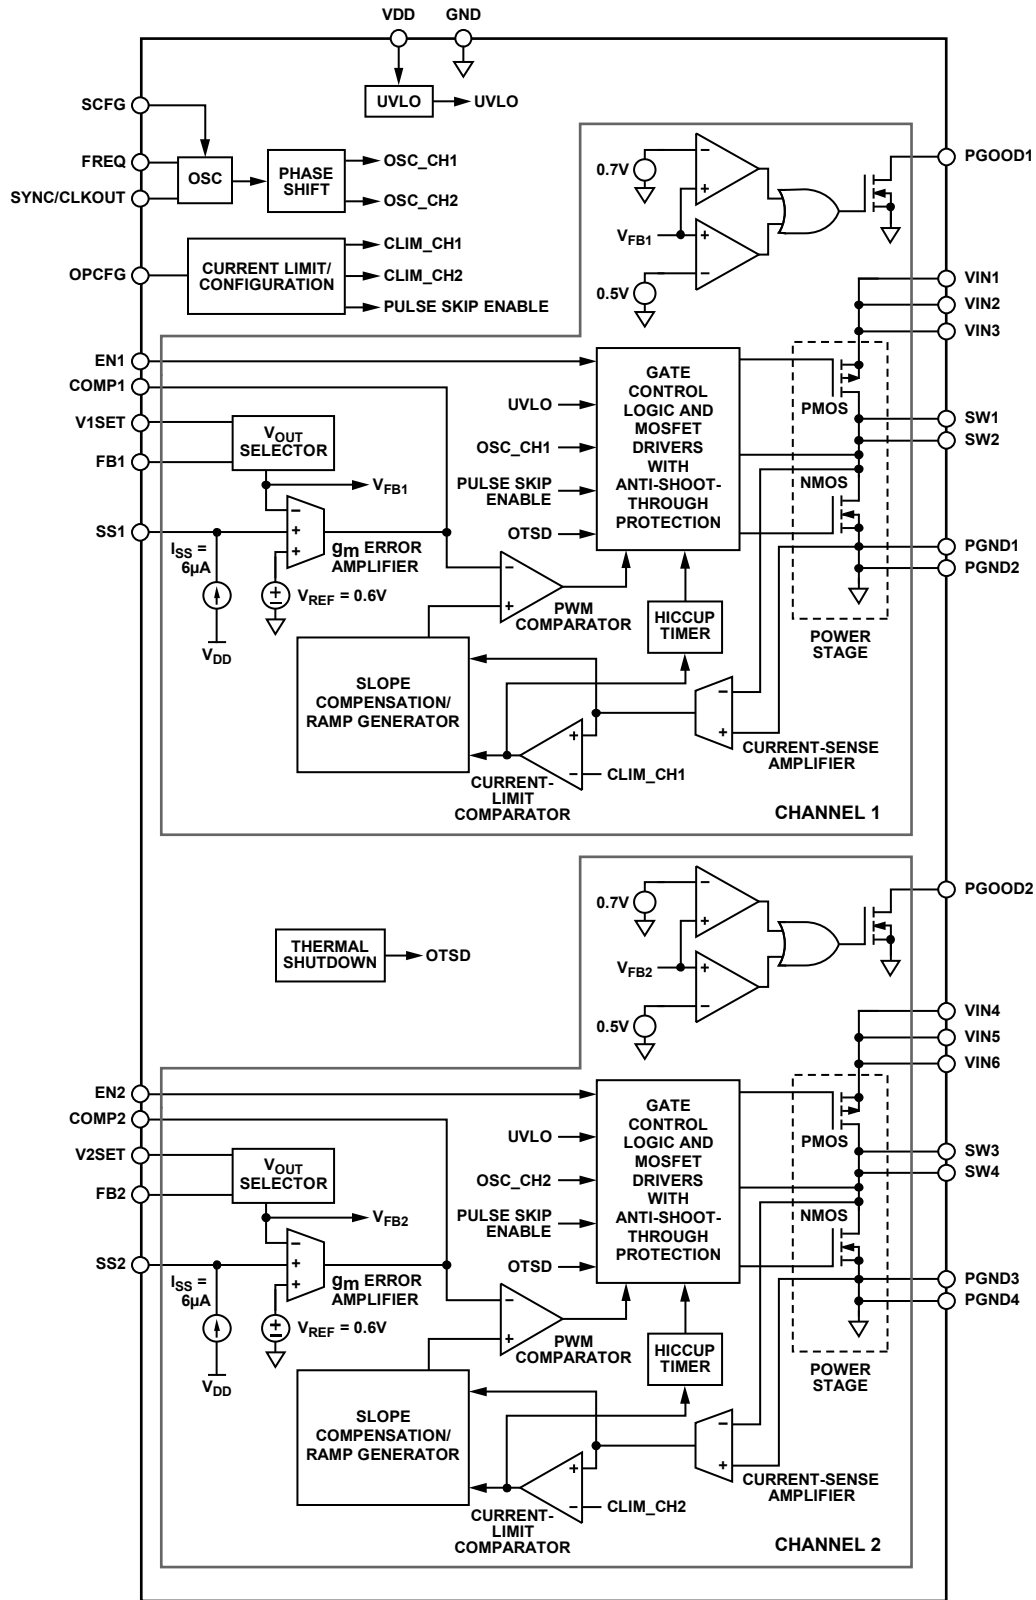 VDD
GND
SCFG
UVLO
UVLO
FREQ
SYNC/CLKOUT
OSC
PHASE
SHIFT
OSC_CH1
OSC_CH2
OPCFG
CURRENT LIMIT/
CONFIGURATION
CLIM_CH1
CLIM_CH2
PULSE SKIP ENABLE
0.7V
VFB1
0.5V
PGOOD1
VIN1
VIN2
VIN3
EN1
COMP1
V1SET
FB1
SS1
VOUT
SELECTOR
VFB1
ISS =
6µA
VDD
gm ERROR
AMPLIFIER
VREF = 0.6V
UVLO
OSC_CH1
PULSE SKIP
ENABLE
OTSD
GATE
CONTROL
LOGIC AND
MOSFET
DRIVERS
WITH
ANTI-SHOOT-
THROUGH
PROTECTION
PMOS
NMOS
SW1
SW2
PGND1
PGND2
POWER
STAGE
PWM
COMPARATOR
HICCUP
TIMER
SLOPE
COMPENSATION/
RAMP GENERATOR
CURRENT-SENSE
AMPLIFIER
CLIM_CH1
CURRENT-
LIMIT
COMPARATOR
CHANNEL 1
THERMAL
SHUTDOWN
OTSD
0.7V
VFB2
0.5V
PGOOD2
VIN4
VIN5
VIN6
EN2
COMP2
V2SET
FB2
SS2
VOUT
SELECTOR
VFB2
ISS =
6µA
VDD
gm ERROR
AMPLIFIER
VREF = 0.6V
UVLO
OSC_CH2
PULSE SKIP
ENABLE
OTSD
GATE
CONTROL
LOGIC AND
MOSFET
DRIVERS
WITH
ANTI-SHOOT-
THROUGH
PROTECTION
PMOS
NMOS
SW3
SW4
PGND3
PGND4
POWER
STAGE
PWM
COMPARATOR
HICCUP
TIMER
SLOPE
COMPENSATION/
RAMP GENERATOR
CURRENT-SENSE
AMPLIFIER
CLIM_CH2
CURRENT-
LIMIT
COMPARATOR
CHANNEL 2